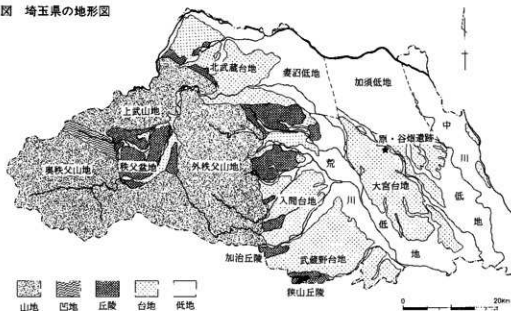 図　埼玉県の地形図
北武蔵台地
妻沼低地
加須低地
上武山地
中川低地
原・谷畑遺跡
奥秩父山地
秩父盆地
外秩父山地
荒川低地
大宮台地
入間台地
加治丘陵
武蔵野台地
狭山丘陵
山地
凹地
丘陵
台地
低地
0
20km